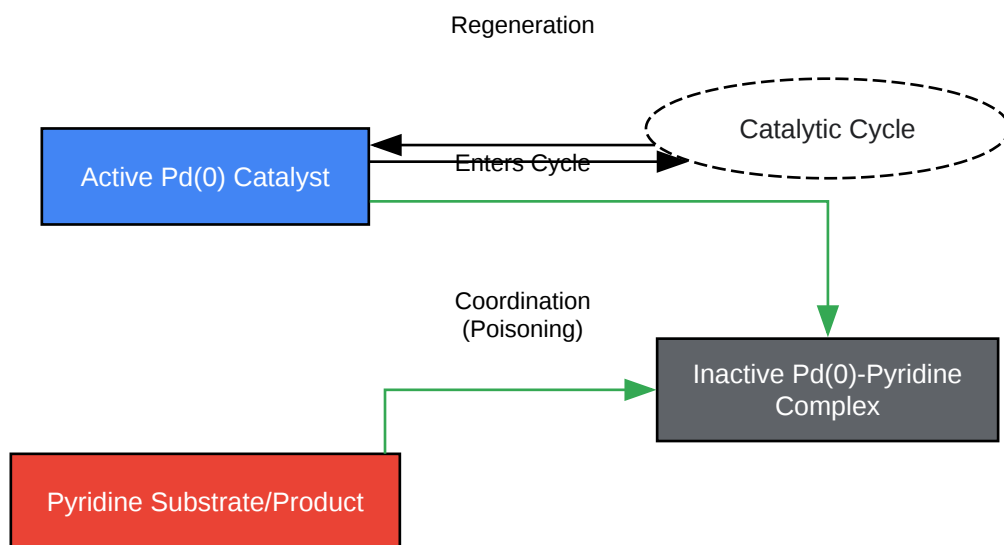 Regeneration
Catalytic Cycle
Enters Cycle
Active Pd(0) Catalyst
Coordination
(Poisoning)
Inactive Pd(0)-Pyridine
Complex
Pyridine Substrate/Product